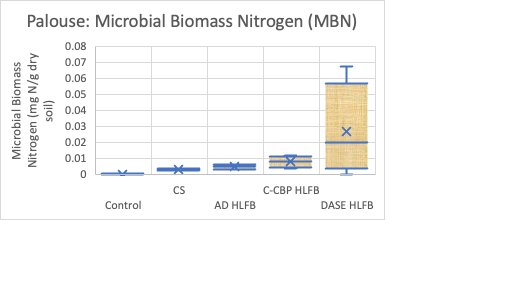 Palouse: Microbial Biomass Nitrogen (MBN)
Microbial Biomass
Nitrogen (mg N/g dry
soil)
0.08
0.07
0.06
0.05
0.04
0.03
0.02
0.01
0
CS
C-CBP HLFB
Control
AD HLFB
DASE HLFB